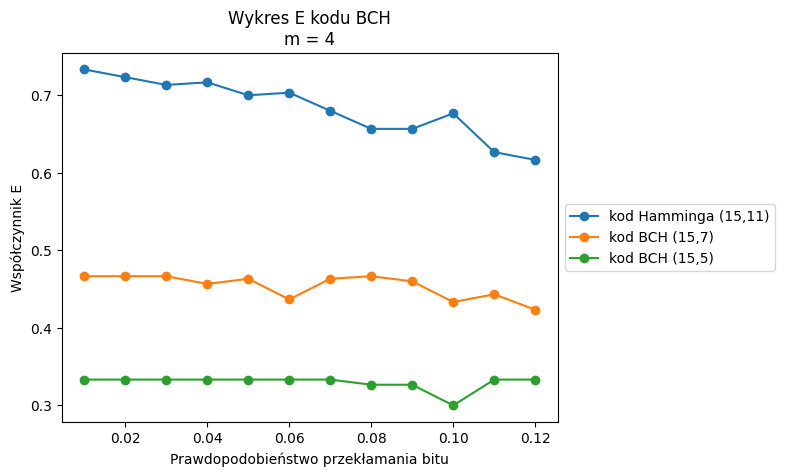 Wykres E kodu BCH
m = 4
Współczynnik E
0.7
0.6
0.5
0.4
0.3
0.02 0.04 0.06 0.08 0.10 0.12
Prawdopodobieństwo przekłamania bitu
kod Hamminga (15,11)
kod BCH (15,7)
kod BCH (15,5)